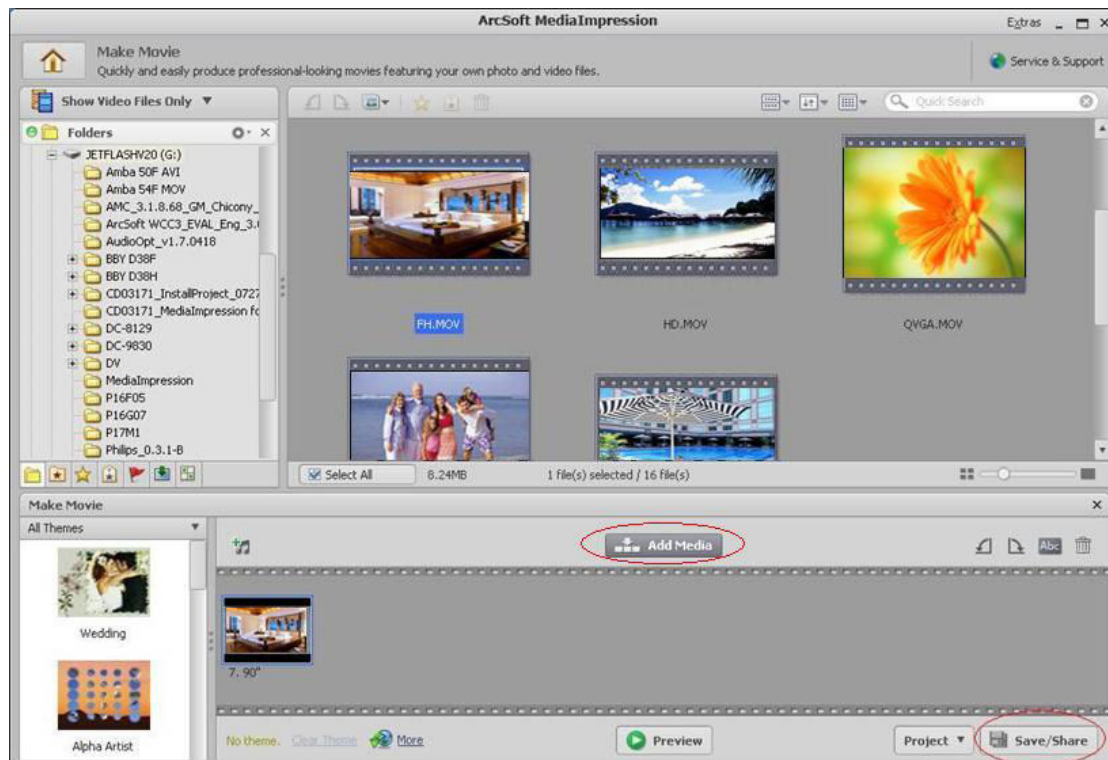 ArcSoft MediaImpression
Extras
Make Movie
Quickly and easily produce professional-looking movies featuring your own photo and video files.
Service & Support
Show Video Files Only
Quick Search
Folders
JETFLASHV20 (G:)
Amba 50F AVI
Amba 54F MOV
AMC_3.1.8.68_GM_Chicony_
ArcSoft WCC3_EVAL_Eng_3.
AudioOpt_v1.7.0418
BBY D38F
BBY D38H
CD03171_InstallProject_0727
CD03171_MediaImpression fo
DC-8129
DC-9830
DV
MediaImpression
P16F05
P16G07
P17M1
Philips_0.3.1-B
FH.MOV
HD.MOV
QVGA.MOV
Select All
8.24MB
1 file(s) selected / 16 file(s)
Make Movie
All Themes
Add Media
Abc
Wedding
7. 90"
Alpha Artist
No theme.
Clear Theme
More
Preview
Project
Save/Share